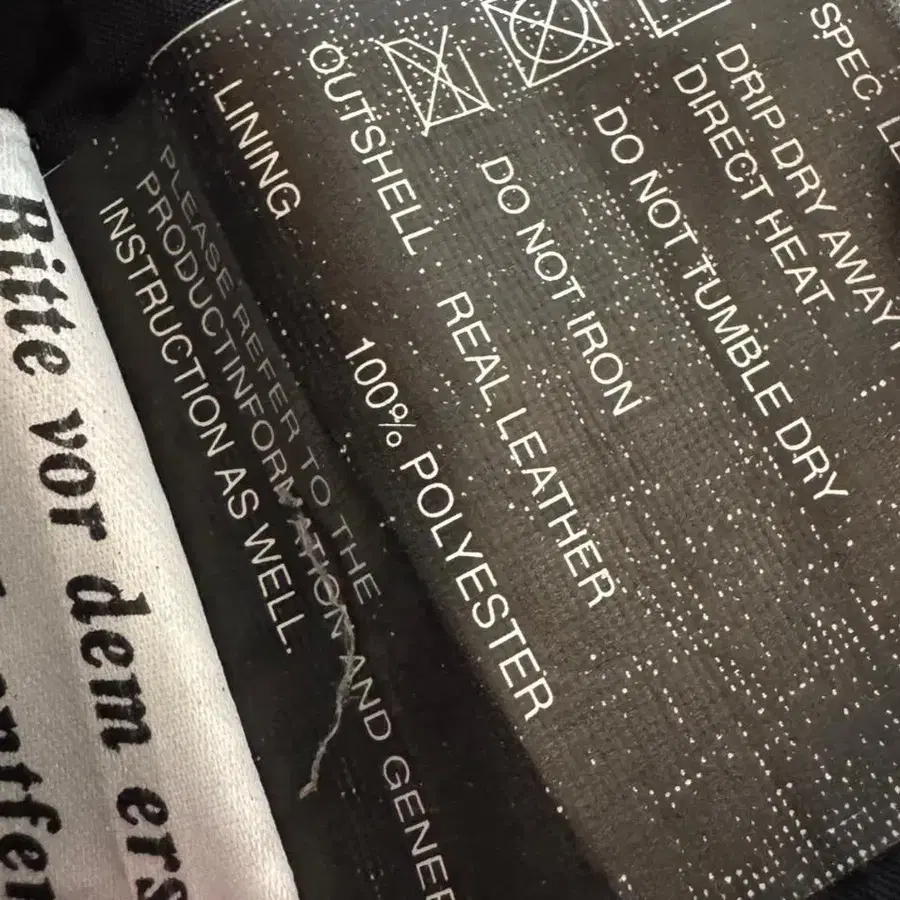 SPEC
DRIP DRY AWAY
DIRECT HEAT
DO NOT TUMBLE DRY
DO NOT IRON
OUTSHELL REAL LEATHER
LINING 100% POLYESTER
PLEASE REFER TO THE
PRODUCTINFORMATION AND GENER
INSTRUCTION AS WELL.
Bitte vor dem ers